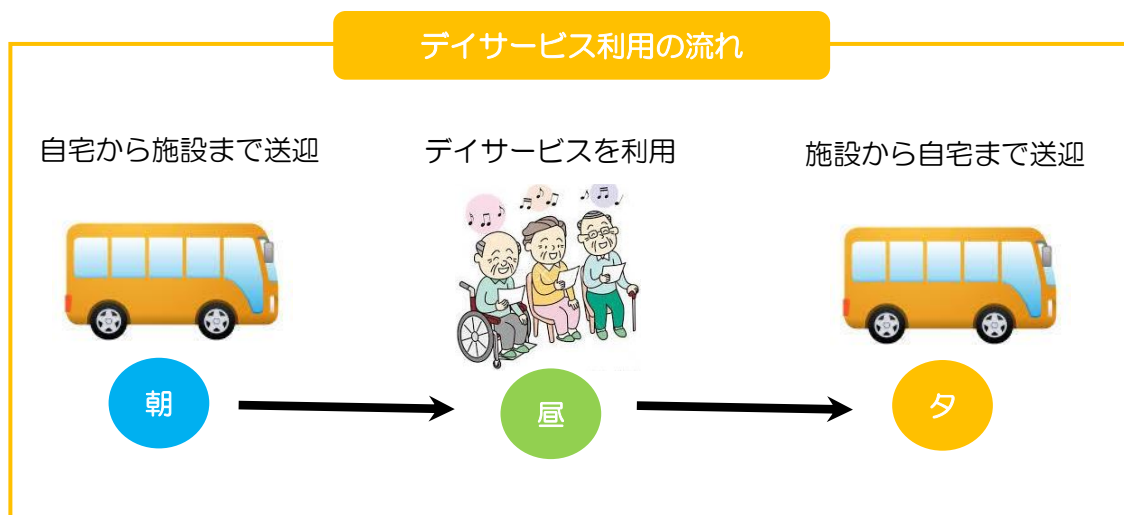 デイサービス利用の流れ
自宅から施設まで送迎
デイサービスを利用
施設から自宅まで送迎
朝
昼
夕